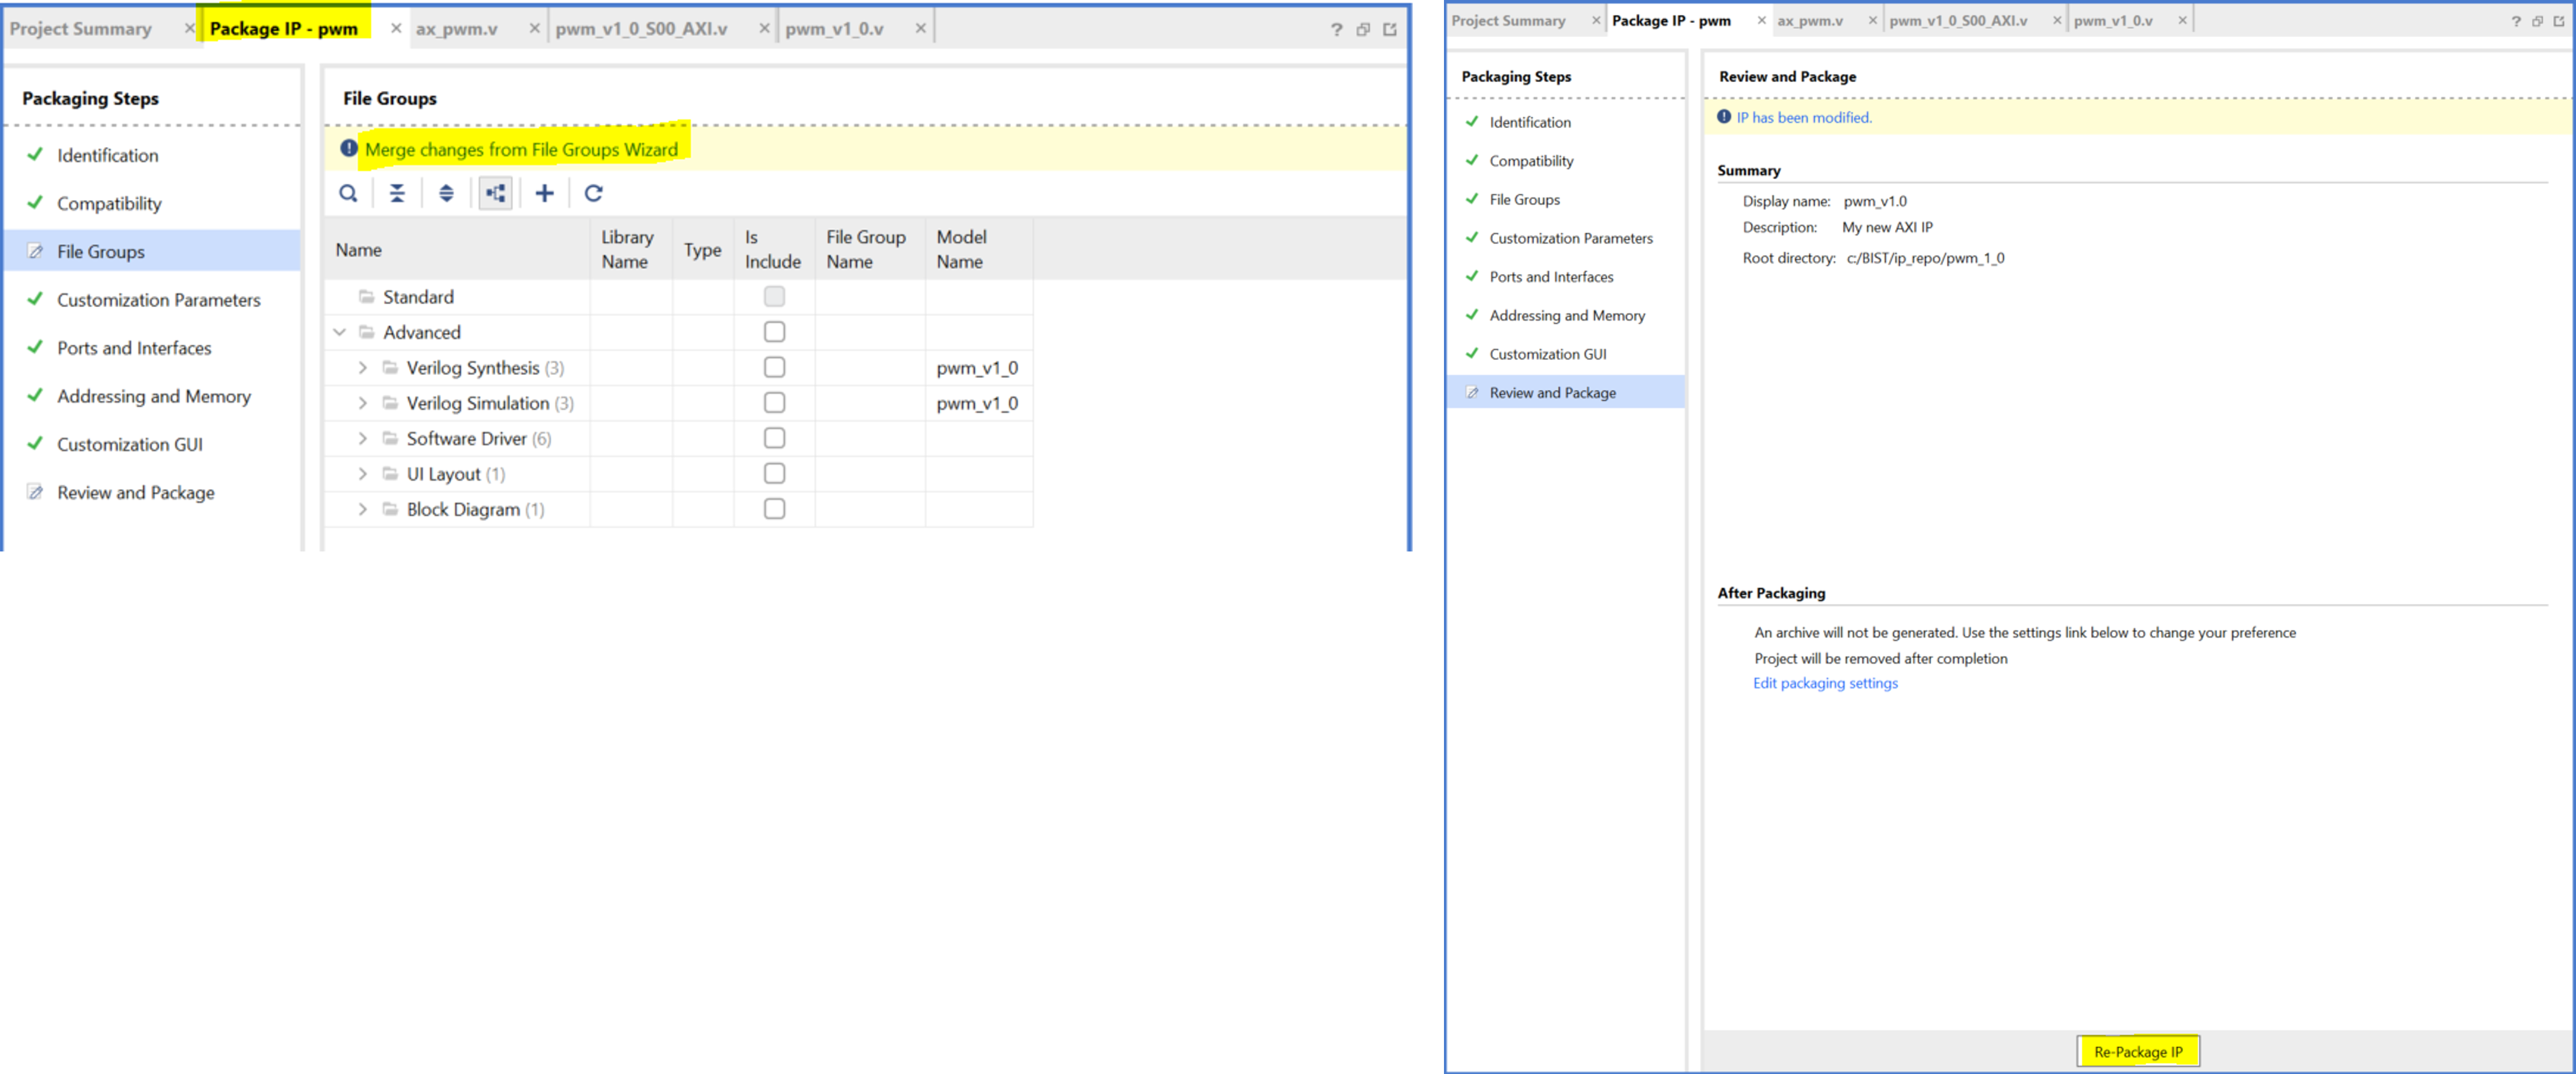 Project Summary × Package IP - pwm × ax_pwm.v × pwm_v1_0_S00_AXI.v × pwm_v1_0.v ×
Packaging Steps
Identification
Compatibility
File Groups
Customization Parameters
Ports and Interfaces
Addressing and Memory
Customization GUI
Review and Package
File Groups
Merge changes from File Groups Wizard
Name Library Name Type Is Include File Group Name Model Name
Standard
Advanced
Verilog Synthesis (3) pwm_v1_0
Verilog Simulation (3) pwm_v1_0
Software Driver (6)
UI Layout (1)
Block Diagram (1)
Project Summary × Package IP - pwm × ax_pwm.v × pwm_v1_0_S00_AXI.v × pwm_v1_0.v ×
Packaging Steps
Identification
Compatibility
File Groups
Customization Parameters
Ports and Interfaces
Addressing and Memory
Customization GUI
Review and Package
Review and Package
IP has been modified.
Summary
Display name: pwm_v1.0
Description: My new AXI IP
Root directory: c:/BIST/ip_repo/pwm_1_0
After Packaging
An archive will not be generated. Use the settings link below to change your preference
Project will be removed after completion
Edit packaging settings
Re-Package IP